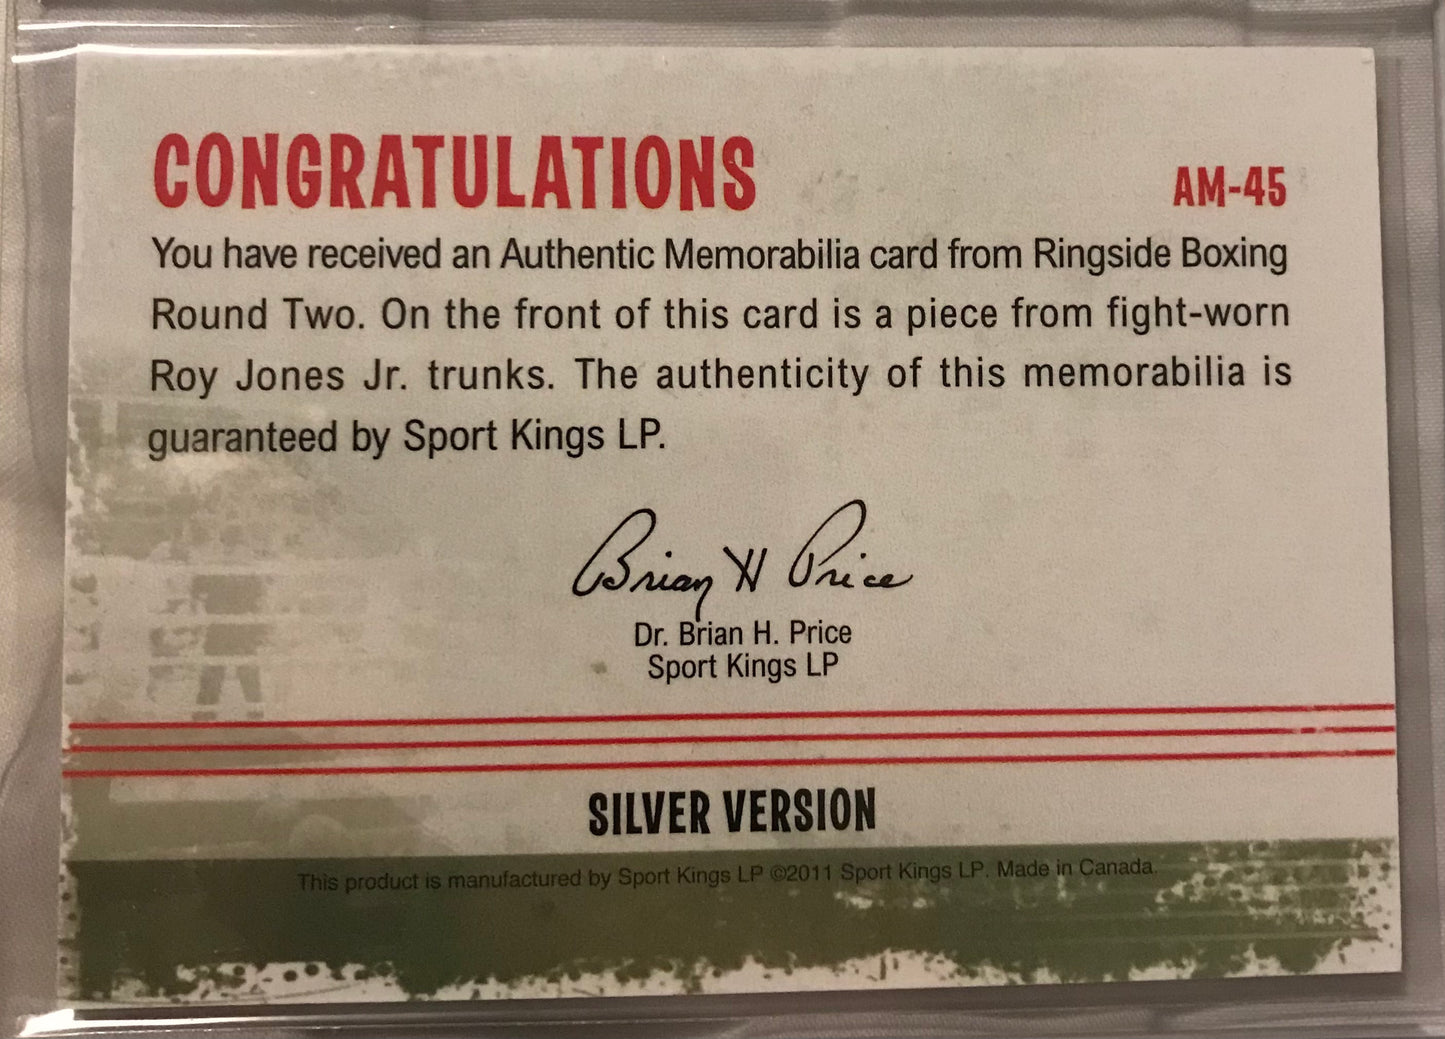 CONGRATULATIONS
AM-45
You have received an Authentic Memorabilia card from Ringside Boxing
Round Two. On the front of this card is a piece from fight-worn
Roy Jones Jr. trunks. The authenticity of this memorabilia is
guaranteed by Sport Kings LP.
Brian H Price
Dr. Brian H. Price
Sport Kings LP
SILVER VERSION
This product is manufactured by Sport Kings LP ©2011 Sport Kings LP. Made in Canada.